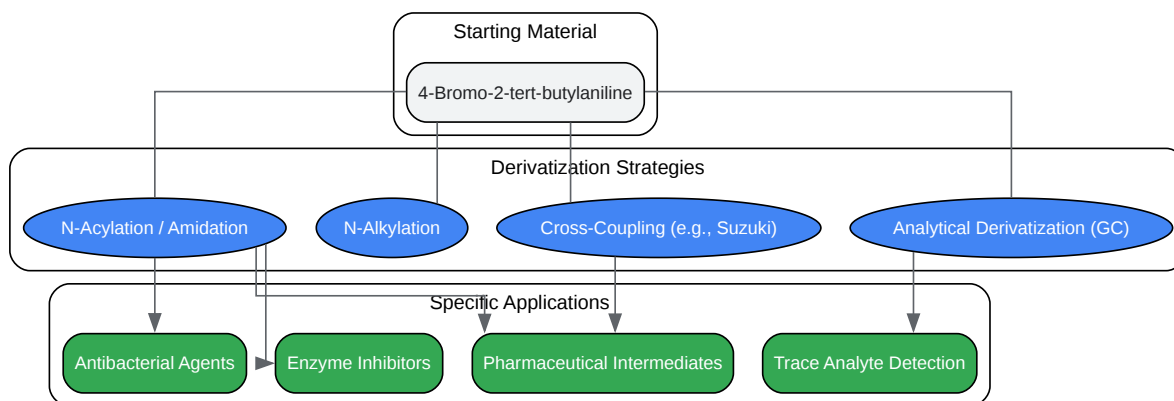 Starting Material
4-Bromo-2-tert-butylaniline
Derivatization Strategies
N-Acylation / Amidation
N-Alkylation
Cross-Coupling (e.g., Suzuki)
Analytical Derivatization (GC)
Specific Applications
Antibacterial Agents
Enzyme Inhibitors
Pharmaceutical Intermediates
Trace Analyte Detection